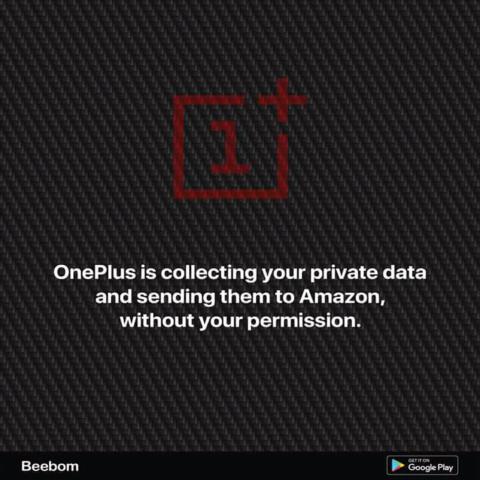 1+
OnePlus is collecting your private data
and sending them to Amazon,
without your permission.
Beebom
GET IT ON
Google Play